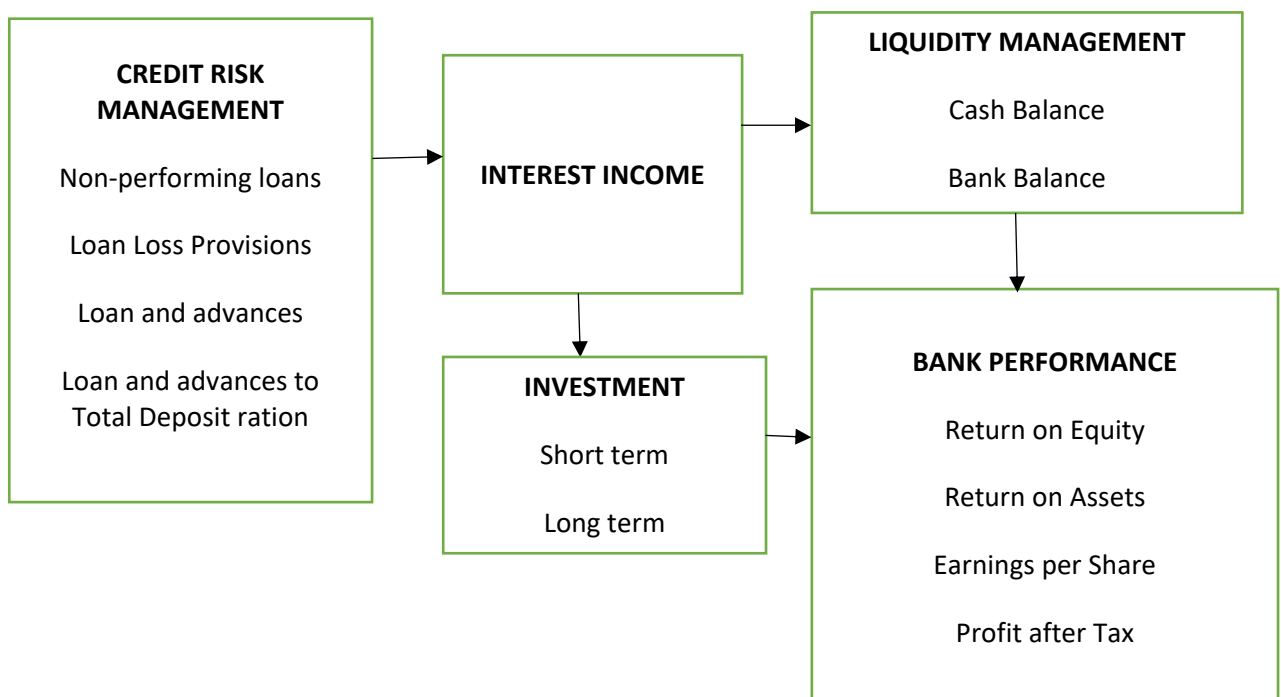 CREDIT RISK
MANAGEMENT
Non-performing loans
Loan Loss Provisions
Loan and advances
Loan and advances to
Total Deposit ration
INTEREST INCOME
LIQUIDITY MANAGEMENT
Cash Balance
Bank Balance
INVESTMENT
Short term
Long term
BANK PERFORMANCE
Return on Equity
Return on Assets
Earnings per Share
Profit after Tax